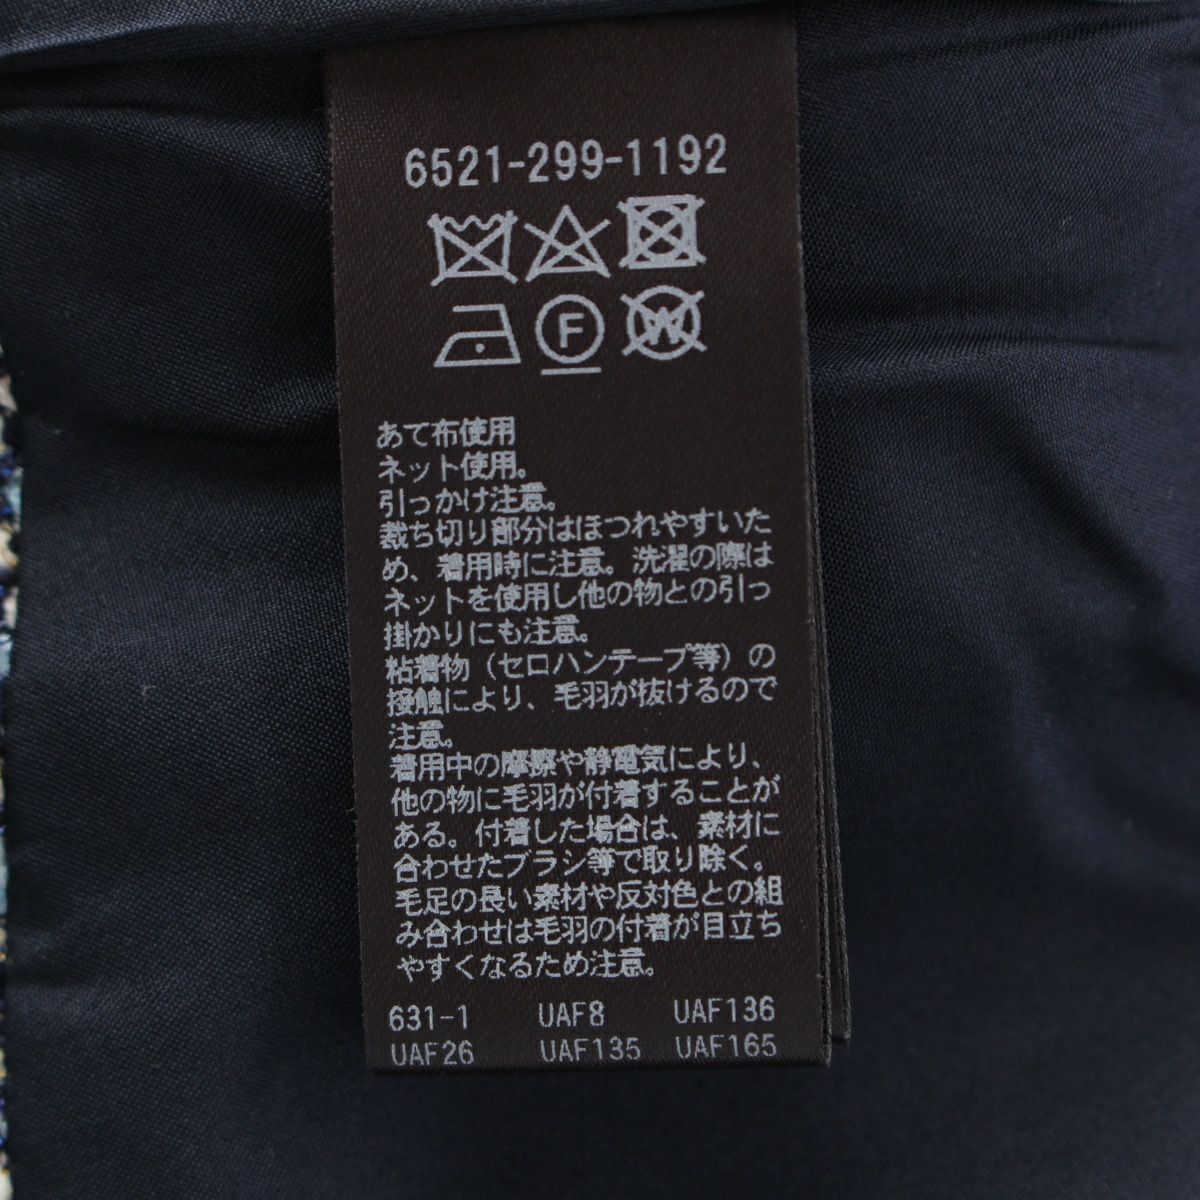 6521-299-1192
F
W
あて布使用
ネット使用。
引っかけ注意。
裁ち切り部分はほつれやすいた
め、着用時に注意。洗濯の際は
ネットを使用し他の物との引っ
掛かりにも注意。
粘着物（セロハンテープ等）の
接触により、毛羽が抜けるので
注意。
着用中の摩擦や静電気により、
他の物に毛羽が付着することが
ある。付着した場合は、素材に
合わせたブラシ等で取り除く。
毛足の長い素材や反対色との組
み合わせは毛羽の付着が目立ち
やすくなるため注意。
631-1 UAF8 UAF136
UAF26 UAF135 UAF165